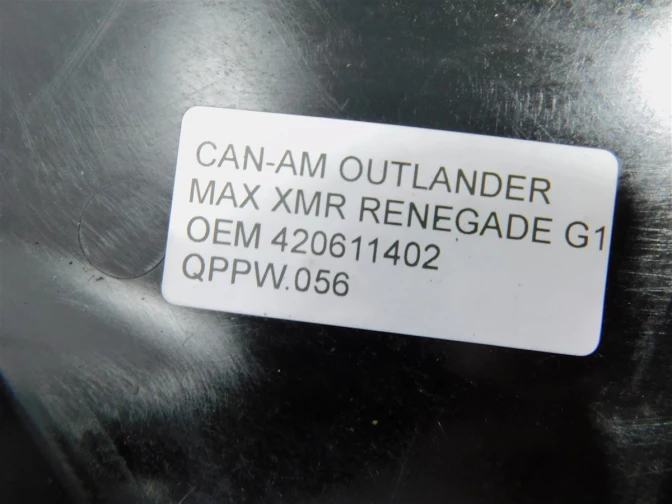 CAN-AM OUTLANDER
MAX XMR RENEGADE G1
OEM 420611402
QPPW.056